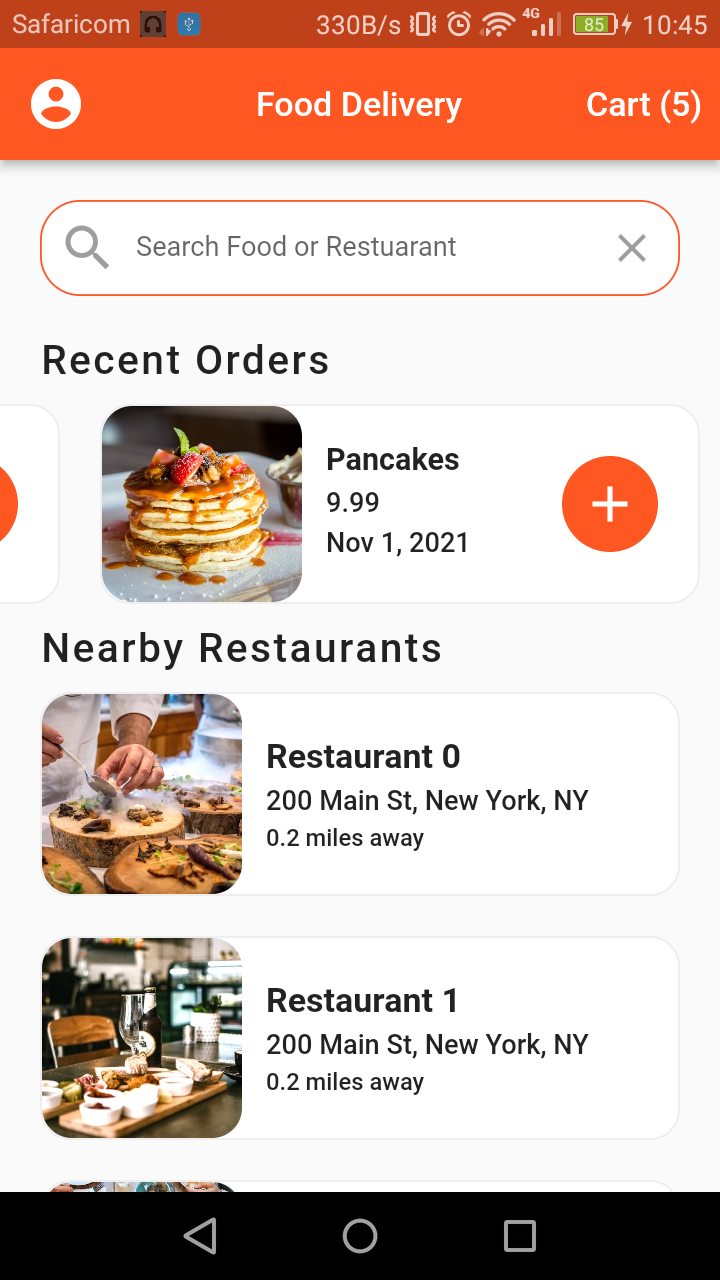 Safaricom 330B/s 4G 85 10:45
Food Delivery Cart (5)
Search Food or Restuarant
Recent Orders
Pancakes
9.99
Nov 1, 2021
Nearby Restaurants
Restaurant 0
200 Main St, New York, NY
0.2 miles away
Restaurant 1
200 Main St, New York, NY
0.2 miles away